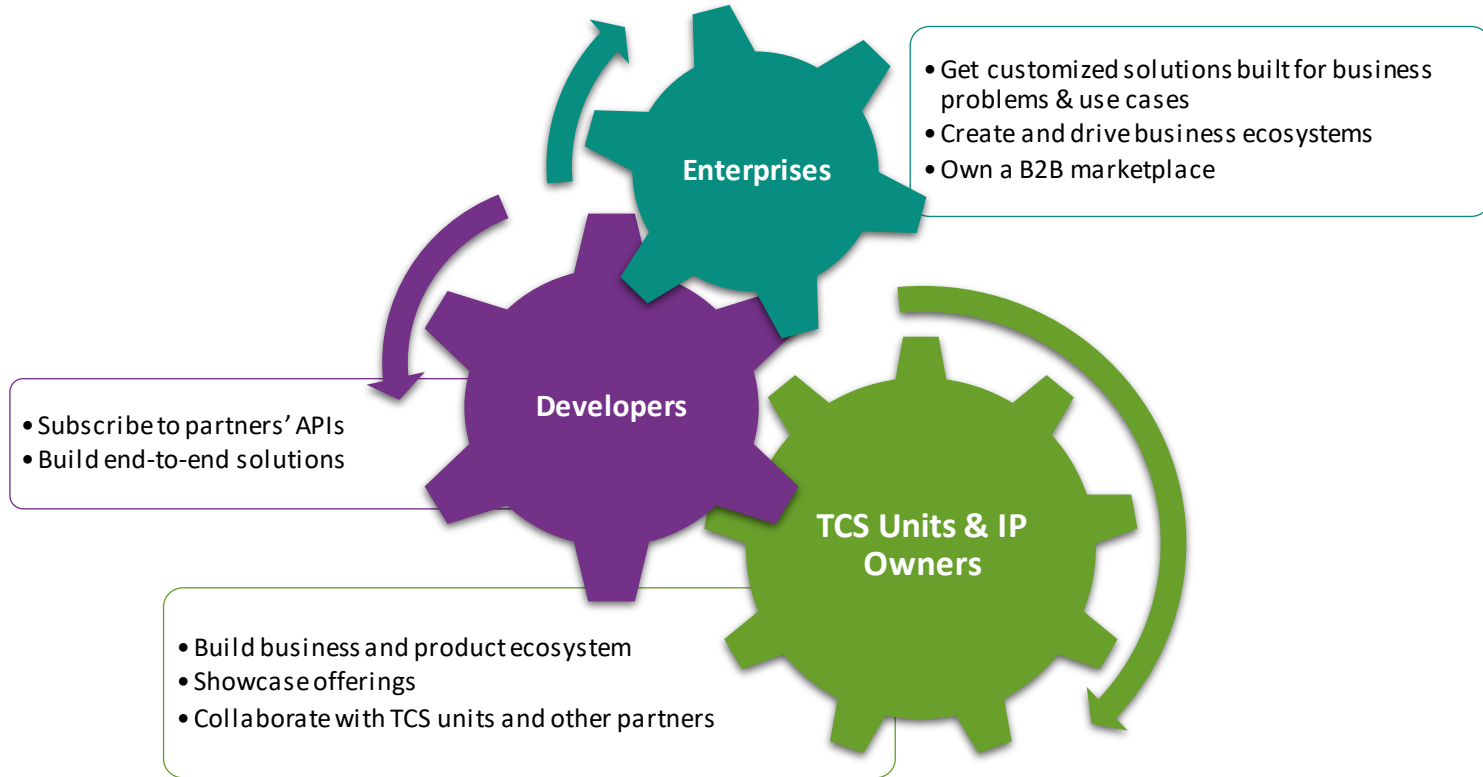 • Get customized solutions built for business
problems & use cases
• Create and drive business ecosystems
• Own a B2B marketplace
Enterprises
Developers
• Subscribe to partners’ APIs
• Build end-to-end solutions
TCS Units & IP
Owners
• Build business and product ecosystem
• Showcase offerings
• Collaborate with TCS units and other partners